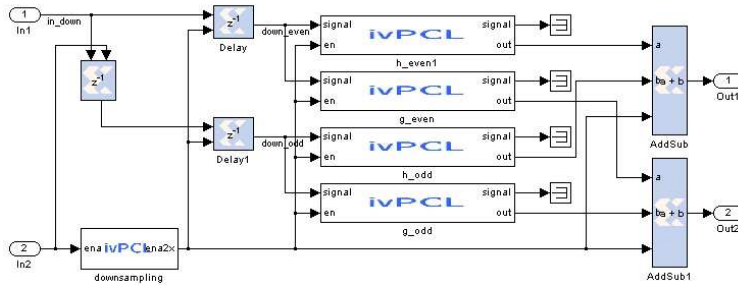 1
In1
in_down
z-1
Delay
down_even
signal
en
ivPCL
signal
out
h_even1
z-1
signal
en
ivPCL
signal
out
g_even
z-1
Delay1
down_odd
signal
en
ivPCL
signal
out
h_odd
signal
en
ivPCL
signal
out
g_odd
a
a + b
b
1
Out1
AddSub
a
a + b
b
2
Out2
AddSub1
2
In2
ena
ivPCL
ena2x
downsampling